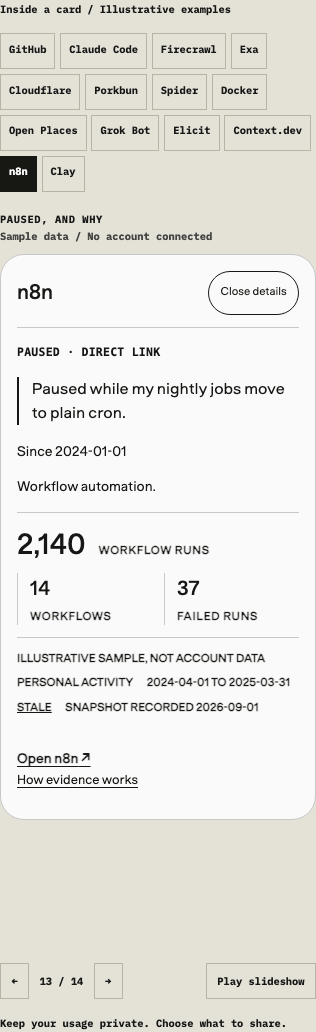 Inside a card / Illustrative examples
GitHub Claude Code Firecrawl Exa
Cloudflare Porkbun Spider Docker
Open Places Grok Bot Elicit Context.dev
n8n Clay
PAUSED, AND WHY
Sample data / No account connected
n8n Close details
PAUSED · DIRECT LINK
Paused while my nightly jobs move
to plain cron.
Since 2024-01-01
Workflow automation.
2,140 WORKFLOW RUNS
14 37
WORKFLOWS FAILED RUNS
ILLUSTRATIVE SAMPLE, NOT ACCOUNT DATA
PERSONAL ACTIVITY 2024-04-01 TO 2025-03-31
STALE SNAPSHOT RECORDED 2026-09-01
Open n8n ↗
How evidence works
← 13 / 14 → Play slideshow
Keep your usage private. Choose what to share.